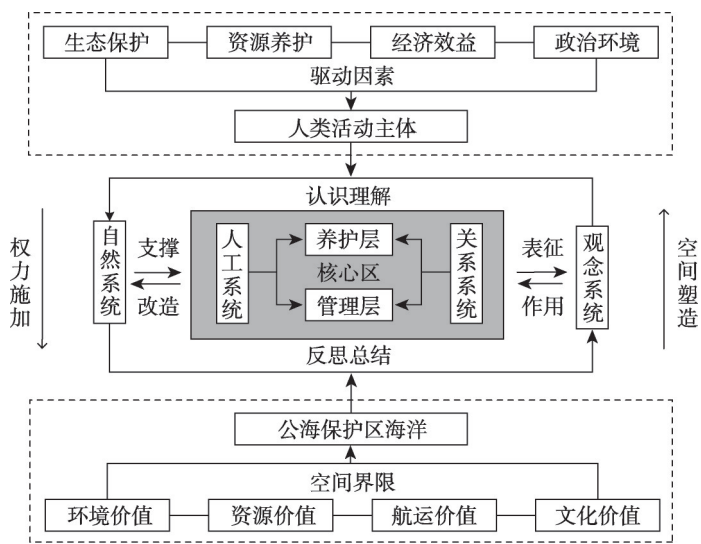 生态保护 资源养护 经济效益 政治环境
驱动因素
人类活动主体
认识理解
权力施加
自然系统
支撑
改造
人工系统
养护层
核心区
管理层
关系系统
表征
作用
观念系统
空间塑造
反思总结
公海保护区海洋
空间界限
环境价值 资源价值 航运价值 文化价值